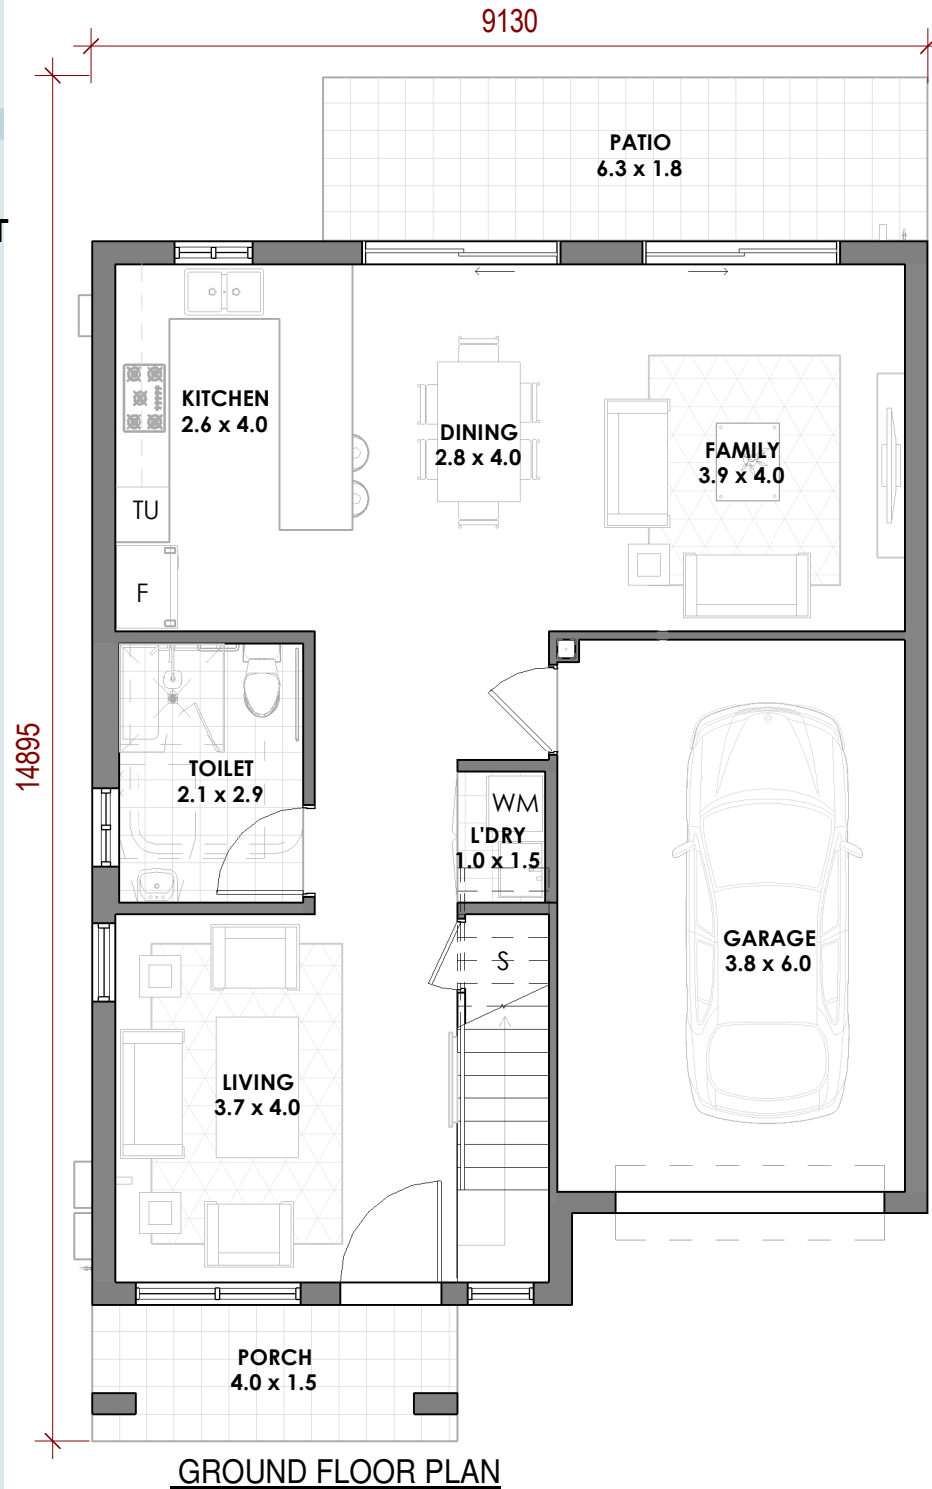 9130
PATIO
6.3 x 1.8
T
KITCHEN
2.6 x 4.0
DINING
2.8 x 4.0
FAMILY
3.9 x 4.0
TU
F
14895
TOILET
2.1 x 2.9
WM
L'DRY
1.0 x 1.5
GARAGE
3.8 x 6.0
S
LIVING
3.7 x 4.0
PORCH
4.0 x 1.5
GROUND FLOOR PLAN